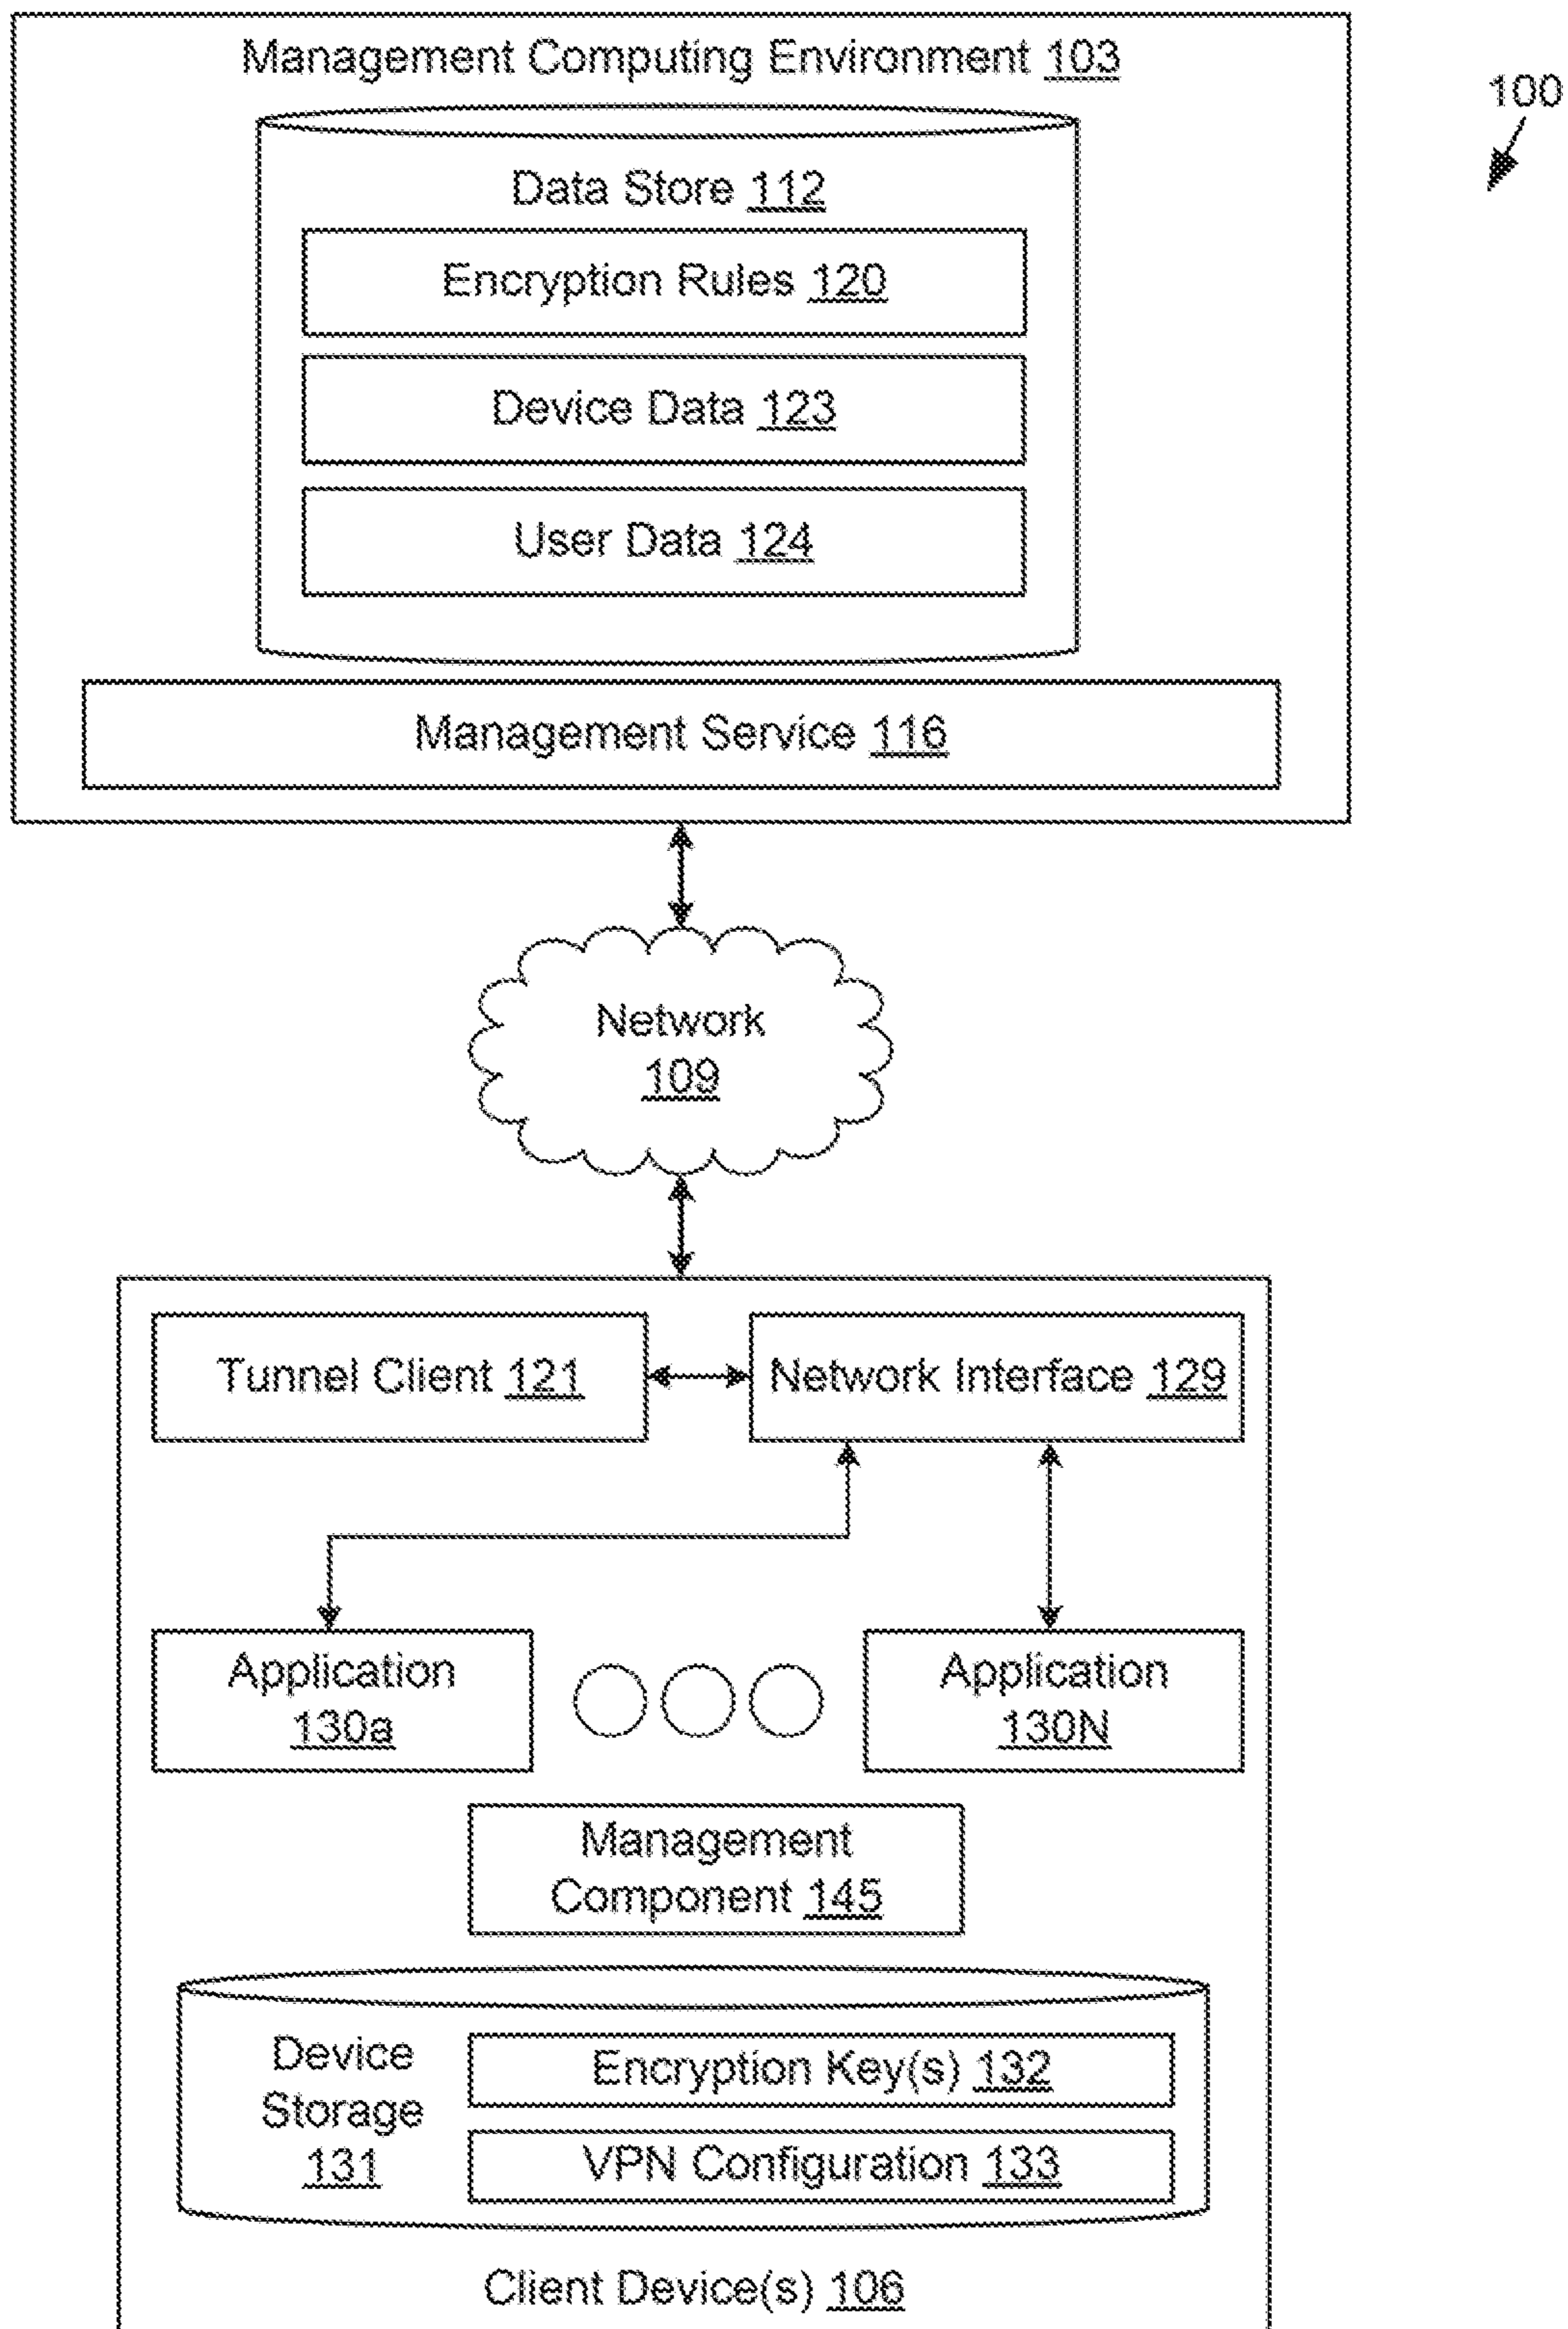 Management Computing Environment 103
100
Data Store 112
Encryption Rules 120
Device Data 123
User Data 124
Management Service 116
Network
109
Tunnel Client 121
Network Interface 129
Application
130a
Application
130N
Management
Component 145
Device
Storage
131
Encryption Key(s) 132
VPN Configuration 133
Client Device(s) 106